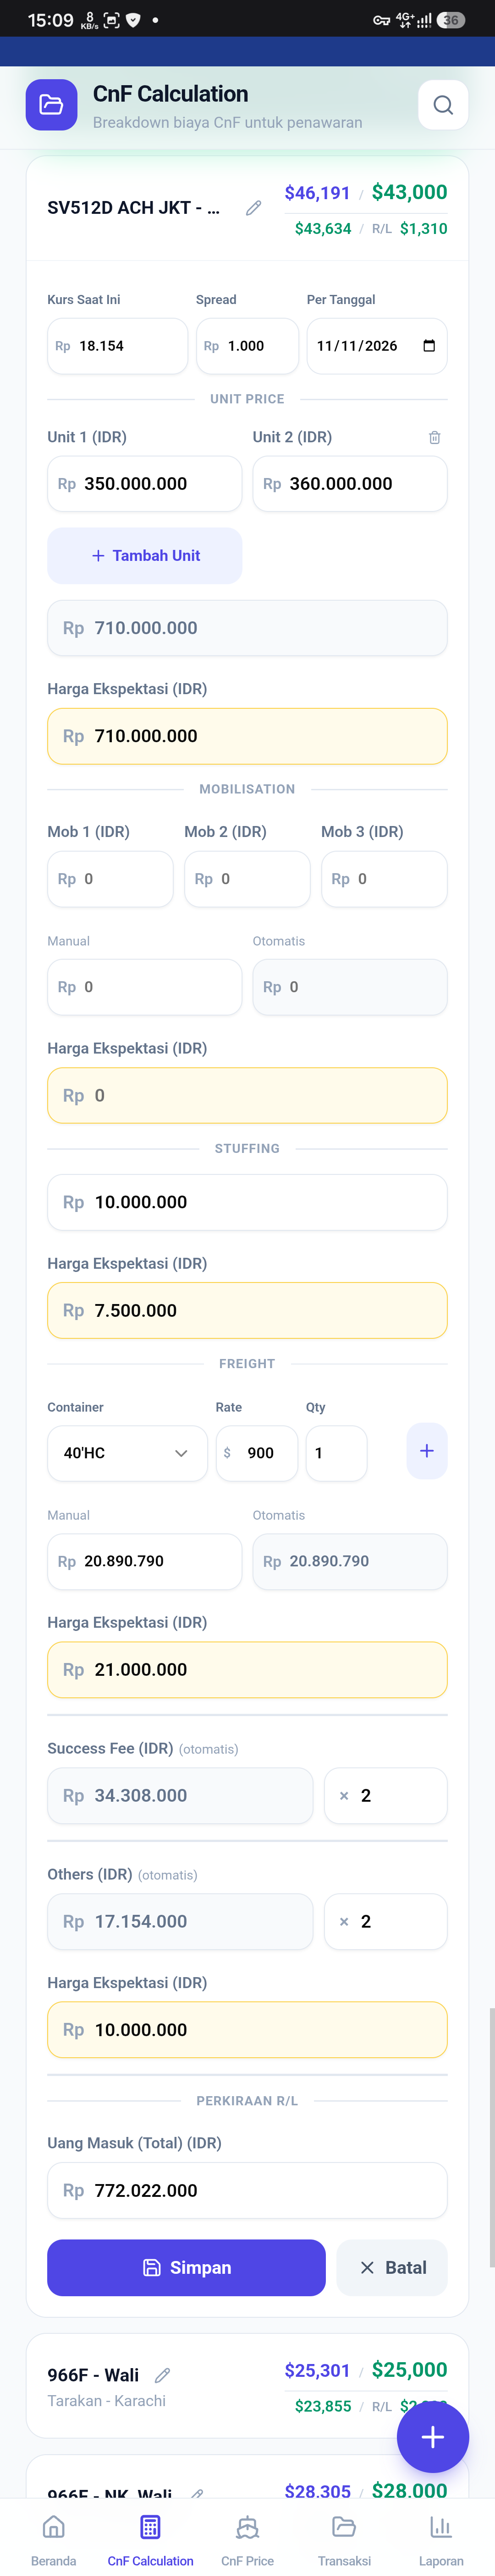 15:09 8 KB/s 4G+ 36
CnF Calculation
Breakdown biaya CnF untuk penawaran
SV512D ACH JKT - ...
$46,191 / $43,000
$43,634 / R/L $1,310
Kurs Saat Ini Spread Per Tanggal
Rp 18.154 Rp 1.000 11/11/2026
UNIT PRICE
Unit 1 (IDR) Unit 2 (IDR)
Rp 350.000.000 Rp 360.000.000
+ Tambah Unit
Rp 710.000.000
Harga Ekspektasi (IDR)
Rp 710.000.000
MOBILISATION
Mob 1 (IDR) Mob 2 (IDR) Mob 3 (IDR)
Rp 0 Rp 0 Rp 0
Manual Otomatis
Rp 0 Rp 0
Harga Ekspektasi (IDR)
Rp 0
STUFFING
Rp 10.000.000
Harga Ekspektasi (IDR)
Rp 7.500.000
FREIGHT
Container Rate Qty
40'HC $ 900 1 +
Manual Otomatis
Rp 20.890.790 Rp 20.890.790
Harga Ekspektasi (IDR)
Rp 21.000.000
Success Fee (IDR) (otomatis)
Rp 34.308.000 × 2
Others (IDR) (otomatis)
Rp 17.154.000 × 2
Harga Ekspektasi (IDR)
Rp 10.000.000
PERKIRAAN R/L
Uang Masuk (Total) (IDR)
Rp 772.022.000
Simpan × Batal
966F - Wali
Tarakan - Karachi
$25,301 / $25,000
$23,855 / R/L
+
966F - NK. Wali
$28,305 / $28,000
Beranda CnF Calculation CnF Price Transaksi Laporan